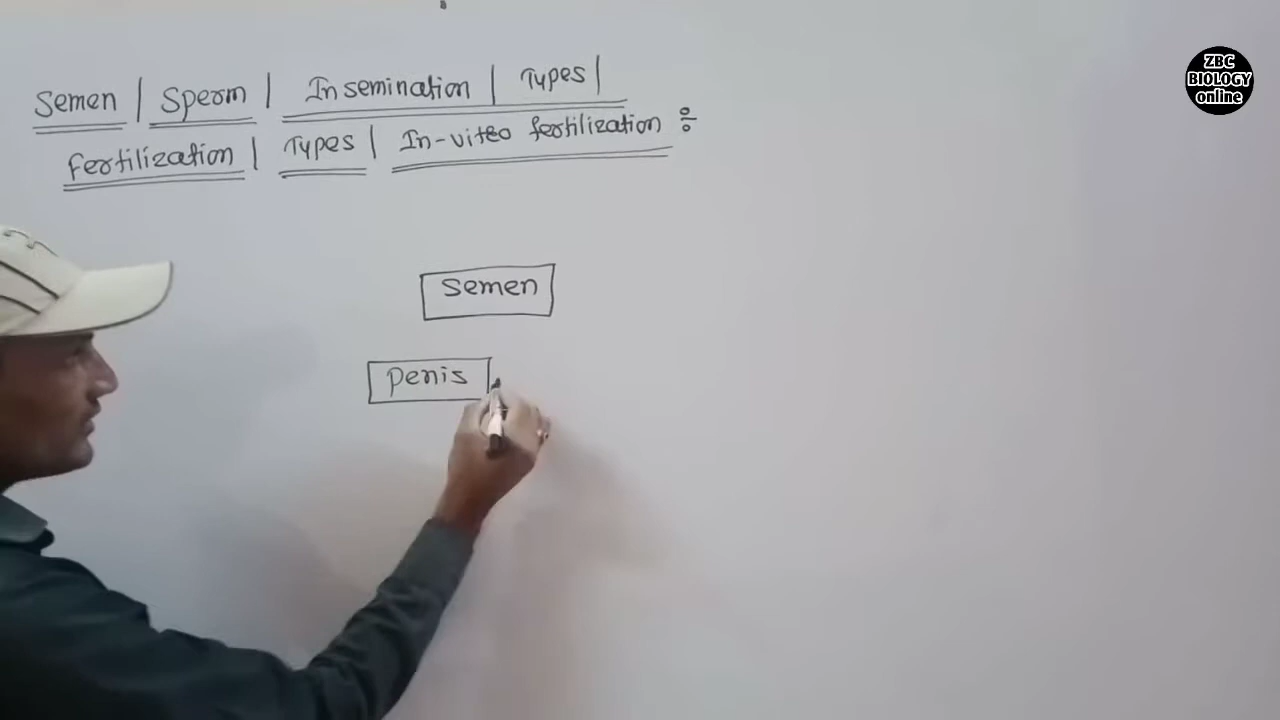 Semen | Sperm | Insemination | Types |
Fertilization | Types | In-vitro fertilization ÷
Semen
Penis
ZBC
BIOLOGY
online